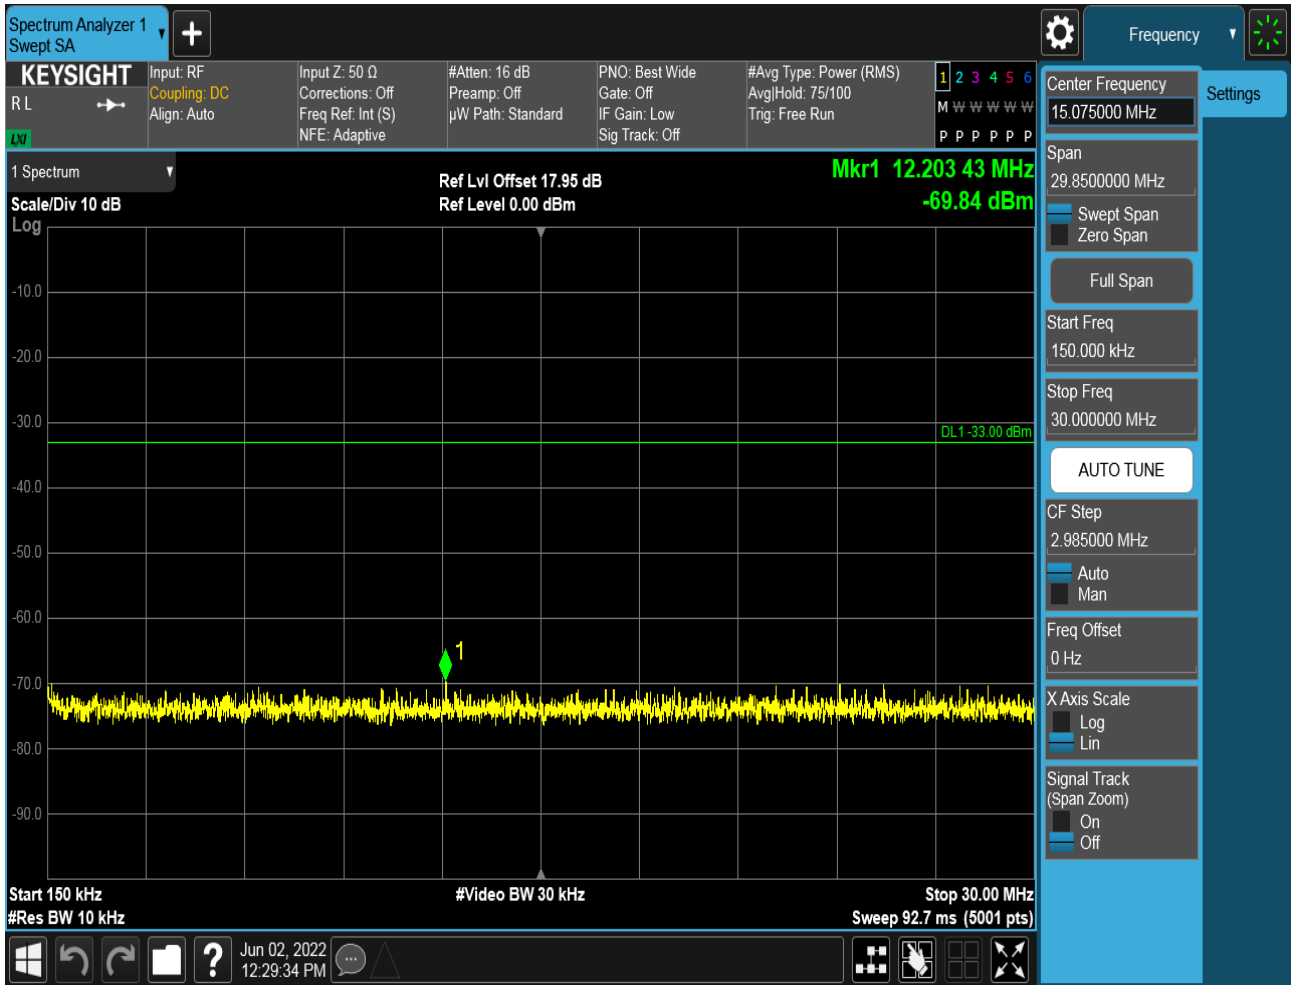 Spectrum Analyzer 1
Swept SA
Frequency
KEYSIGHT
R L
LXI
Input: RF
Coupling: DC
Align: Auto
Input Z: 50 Ω
Corrections: Off
Freq Ref: Int (S)
NFE: Adaptive
#Atten: 16 dB
Preamp: Off
µW Path: Standard
PNO: Best Wide
Gate: Off
IF Gain: Low
Sig Track: Off
#Avg Type: Power (RMS)
Avg|Hold: 75/100
Trig: Free Run
1 2 3 4 5 6
M W W W W W
P P P P P P
1 Spectrum
Scale/Div 10 dB
Log
Ref Lvl Offset 17.95 dB
Ref Level 0.00 dBm
Mkr1 12.203 43 MHz
-69.84 dBm
-10.0
-20.0
-30.0
DL1 -33.00 dBm
-40.0
-50.0
-60.0
1
-70.0
-80.0
-90.0
Start 150 kHz
#Video BW 30 kHz
Stop 30.00 MHz
#Res BW 10 kHz
Sweep 92.7 ms (5001 pts)
?
Jun 02, 2022
12:29:34 PM
Center Frequency
15.075000 MHz
Settings
Span
29.8500000 MHz
Swept Span
Zero Span
Full Span
Start Freq
150.000 kHz
Stop Freq
30.000000 MHz
AUTO TUNE
CF Step
2.985000 MHz
Auto
Man
Freq Offset
0 Hz
X Axis Scale
Log
Lin
Signal Track
(Span Zoom)
On
Off